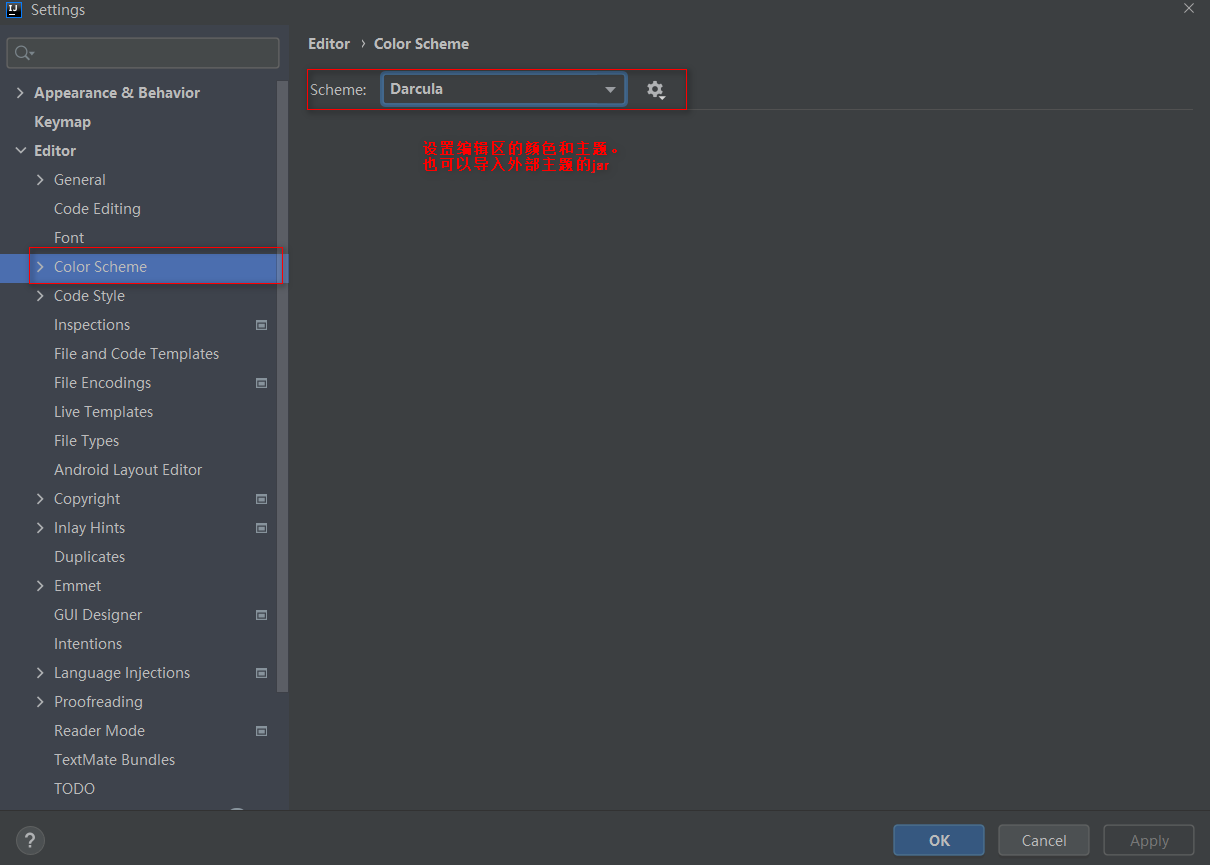 Settings
Editor › Color Scheme
Scheme: Darcula
设置编辑区的颜色和主题。
也可以导入外部主题的jar
Appearance & Behavior
Keymap
Editor
General
Code Editing
Font
Color Scheme
Code Style
Inspections
File and Code Templates
File Encodings
Live Templates
File Types
Android Layout Editor
Copyright
Inlay Hints
Duplicates
Emmet
GUI Designer
Intentions
Language Injections
Proofreading
Reader Mode
TextMate Bundles
TODO
?
OK
Cancel
Apply